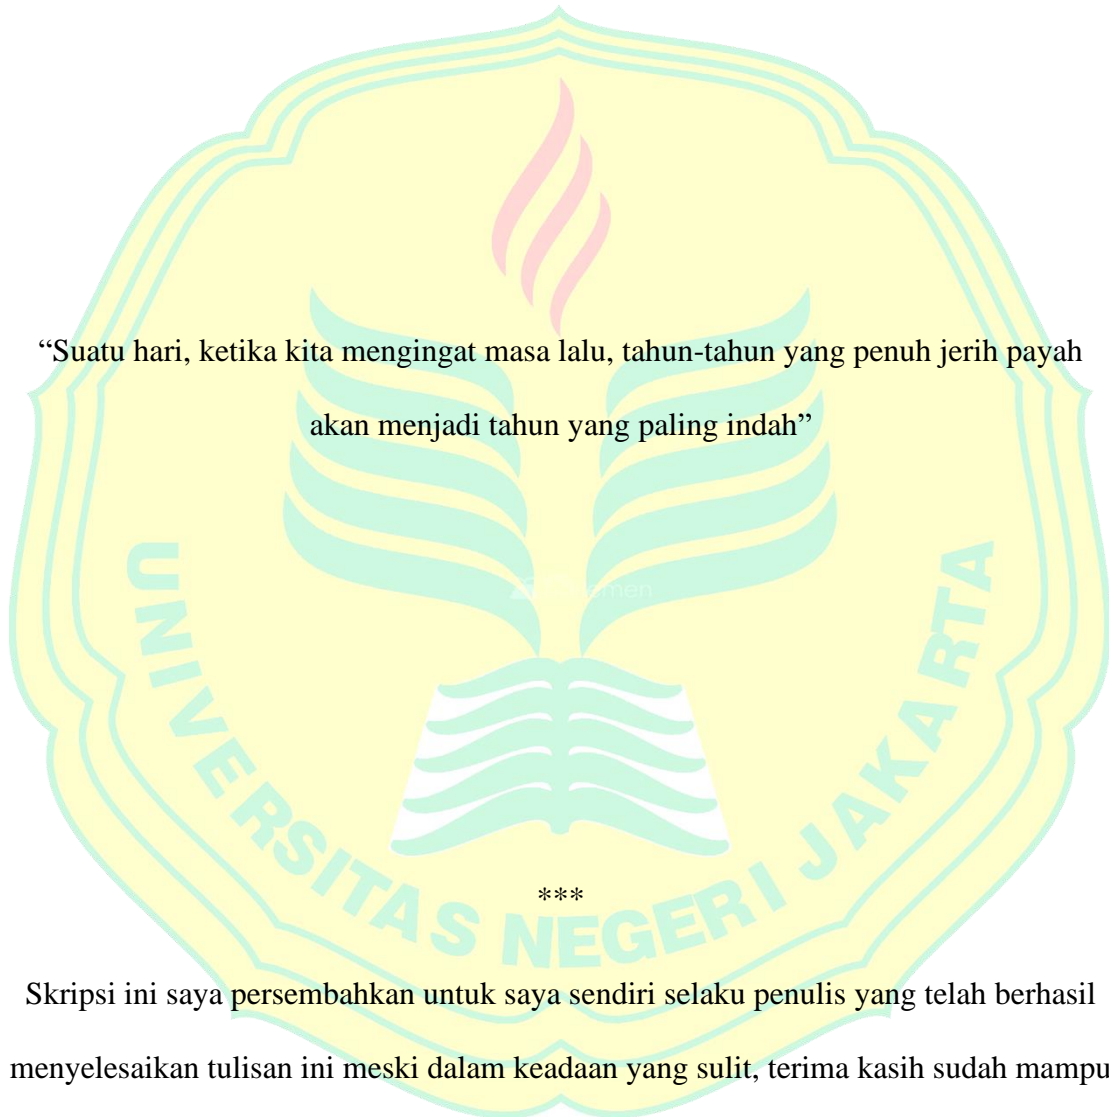 “Suatu hari, ketika kita mengingat masa lalu, tahun-tahun yang penuh jerih payah
akan menjadi tahun yang paling indah”
UNIVERSITAS NEGERI JAKARTA
***
Skripsi ini saya persembahkan untuk saya sendiri selaku penulis yang telah berhasil
menyelesaikan tulisan ini meski dalam keadaan yang sulit, terima kasih sudah mampu